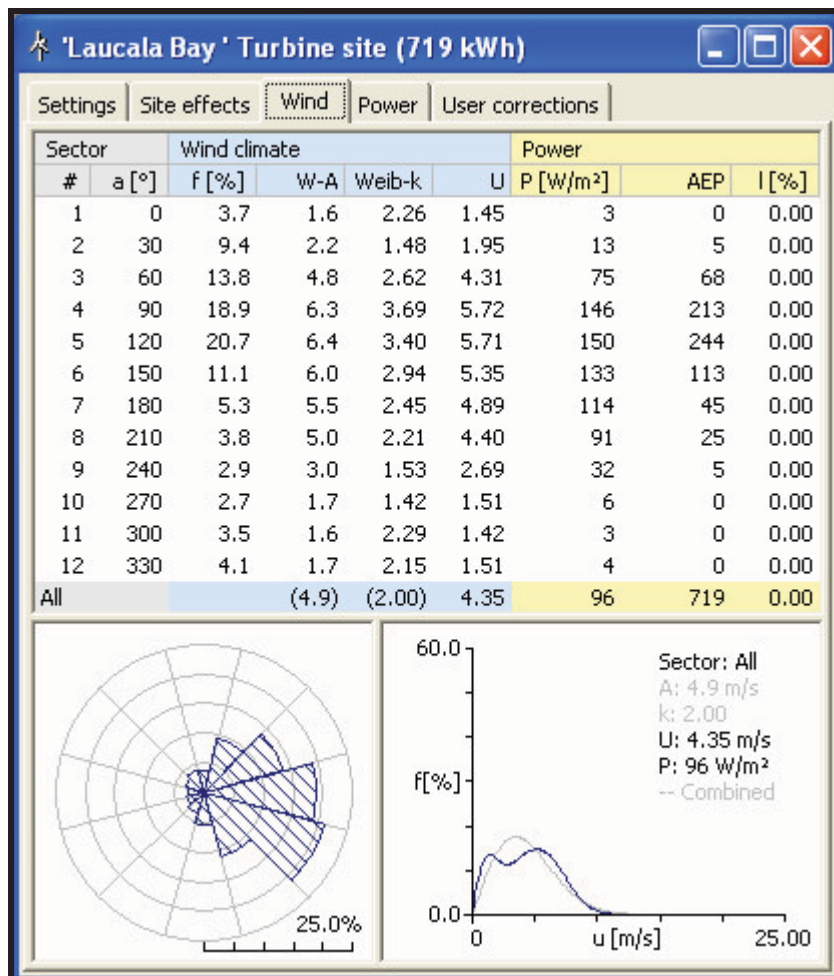 'Laucala Bay ' Turbine site (719 kWh)
Settings Site effects Wind Power User corrections
Sector Wind climate Power
# a [°] f [%] W-A Weib-k U P [W/m²] AEP l [%]
1 0 3.7 1.6 2.26 1.45 3 0 0.00
2 30 9.4 2.2 1.48 1.95 13 5 0.00
3 60 13.8 4.8 2.62 4.31 75 68 0.00
4 90 18.9 6.3 3.69 5.72 146 213 0.00
5 120 20.7 6.4 3.40 5.71 150 244 0.00
6 150 11.1 6.0 2.94 5.35 133 113 0.00
7 180 5.3 5.5 2.45 4.89 114 45 0.00
8 210 3.8 5.0 2.21 4.40 91 25 0.00
9 240 2.9 3.0 1.53 2.69 32 5 0.00
10 270 2.7 1.7 1.42 1.51 6 0 0.00
11 300 3.5 1.6 2.29 1.42 3 0 0.00
12 330 4.1 1.7 2.15 1.51 4 0 0.00
All (4.9) (2.00) 4.35 96 719 0.00
25.0%
60.0
Sector: All
A: 4.9 m/s
k: 2.00
U: 4.35 m/s
P: 96 W/m²
-- Combined
f[%]
0.0
0 u [m/s] 25.00